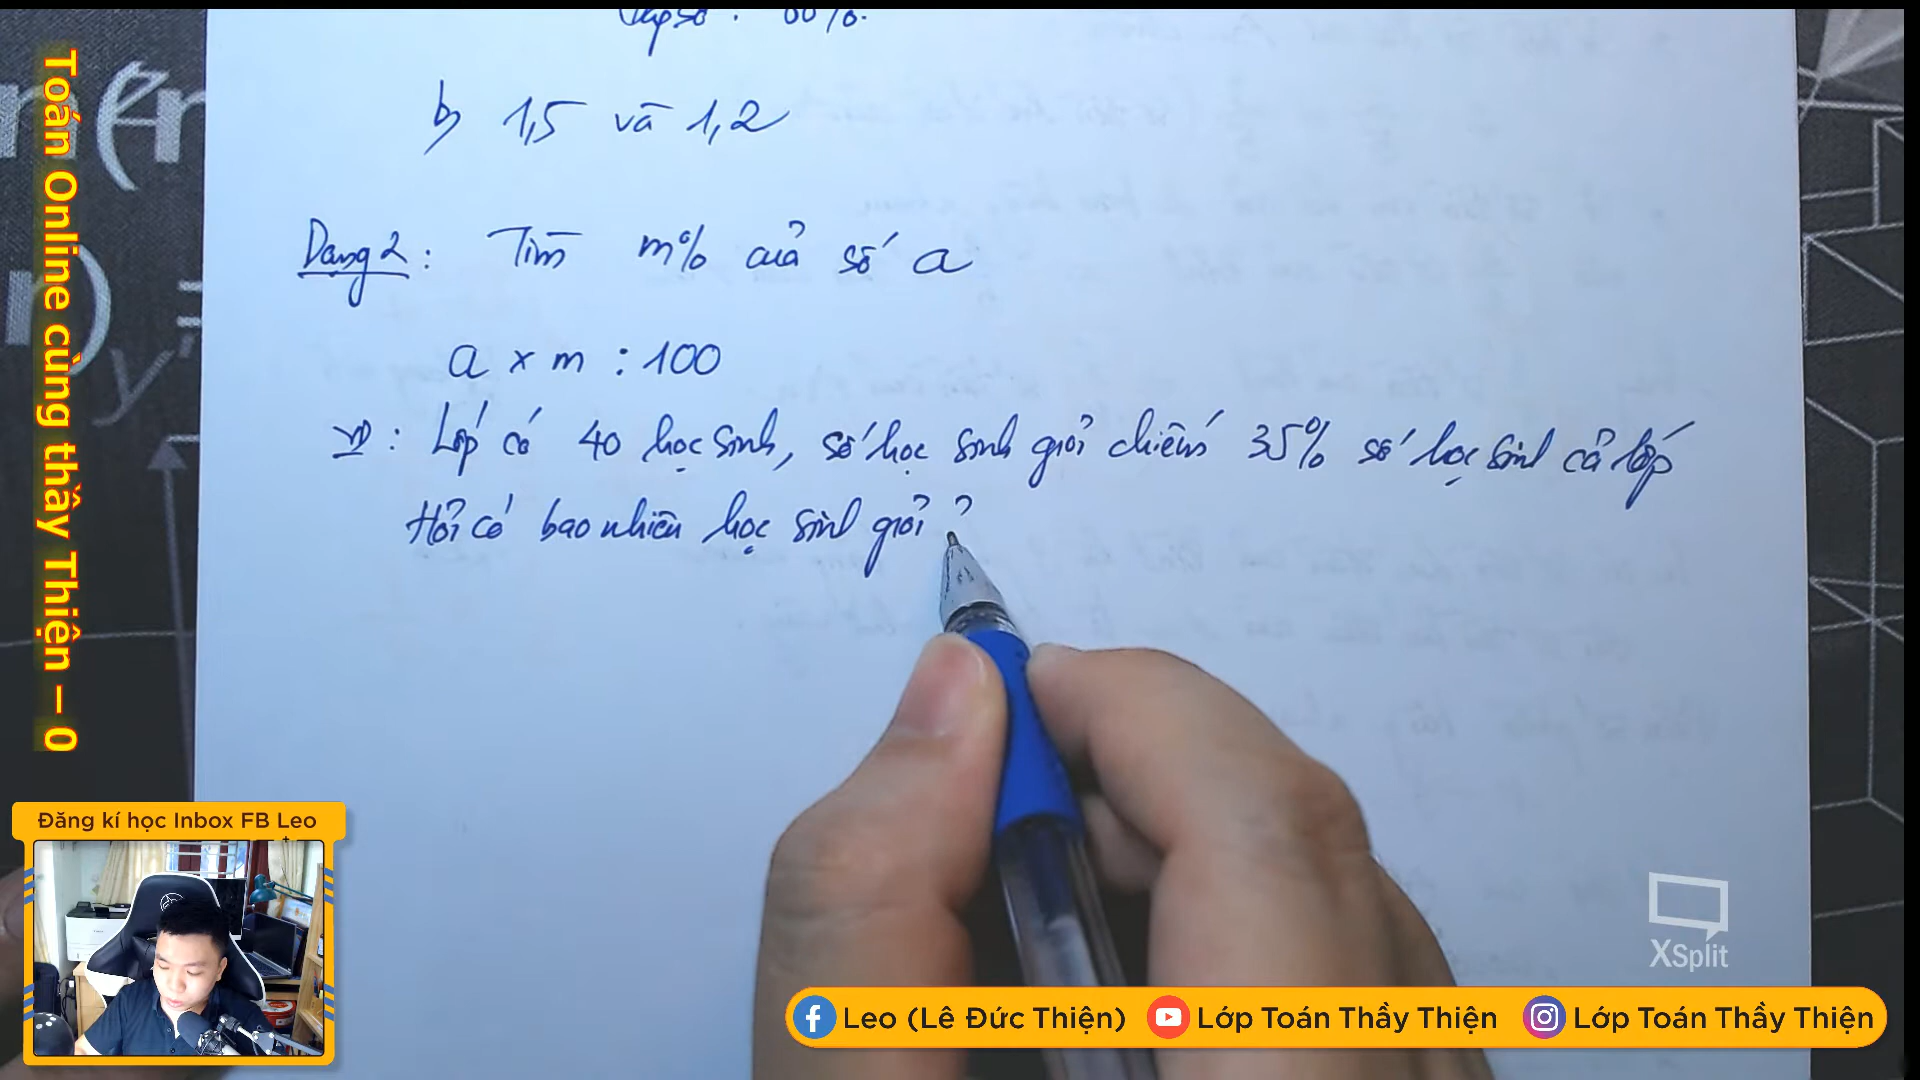 Đáp số : 60%.
b, 1,5 và 1,2
Dạng 2 : Tìm m% của số a
a x m : 100
VD : Lớp có 40 học sinh, số học sinh giỏi chiếm 35% số học sinh cả lớp
Hỏi có bao nhiêu học sinh giỏi ?
Toán Online cùng thầy Thiện – 0
Đăng kí học Inbox FB Leo
XSplit
Leo (Lê Đức Thiện)
Lớp Toán Thầy Thiện
Lớp Toán Thầy Thiện